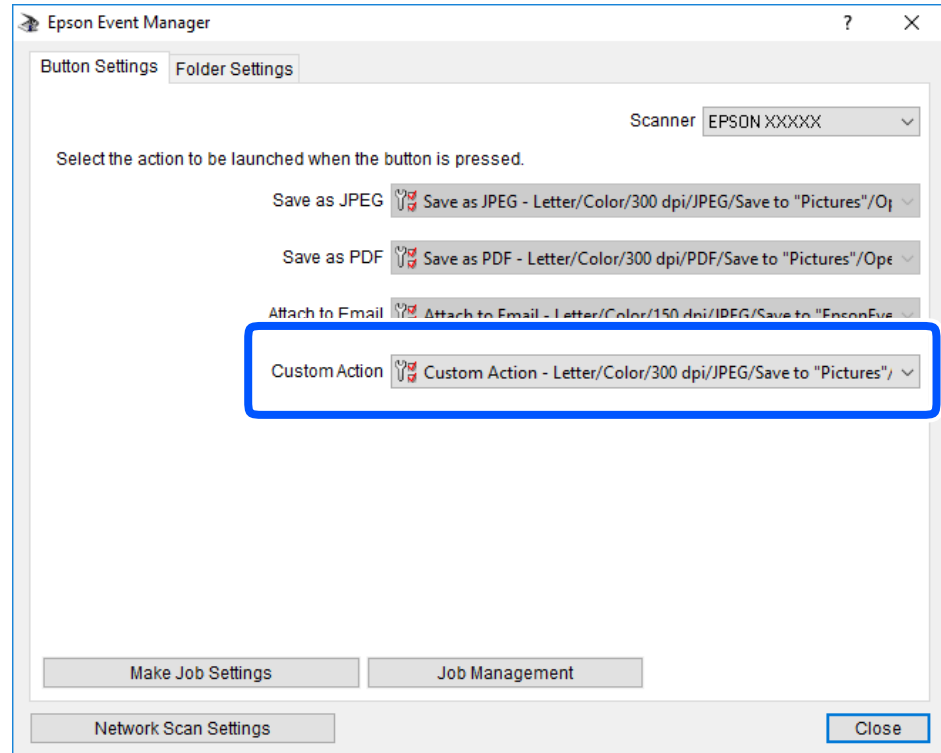 Epson Event Manager
Button Settings
Folder Settings
Scanner EPSON XXXXX
Select the action to be launched when the button is pressed.
Save as JPEG Save as JPEG - Letter/Color/300 dpi/JPEG/Save to "Pictures"/Op
Save as PDF Save as PDF - Letter/Color/300 dpi/PDF/Save to "Pictures"/Ope
Attach to Email Attach to Email - Letter/Color/150 dpi/JPEG/Save to "EpsonEve
Custom Action Custom Action - Letter/Color/300 dpi/JPEG/Save to "Pictures"/
Make Job Settings
Job Management
Network Scan Settings
Close